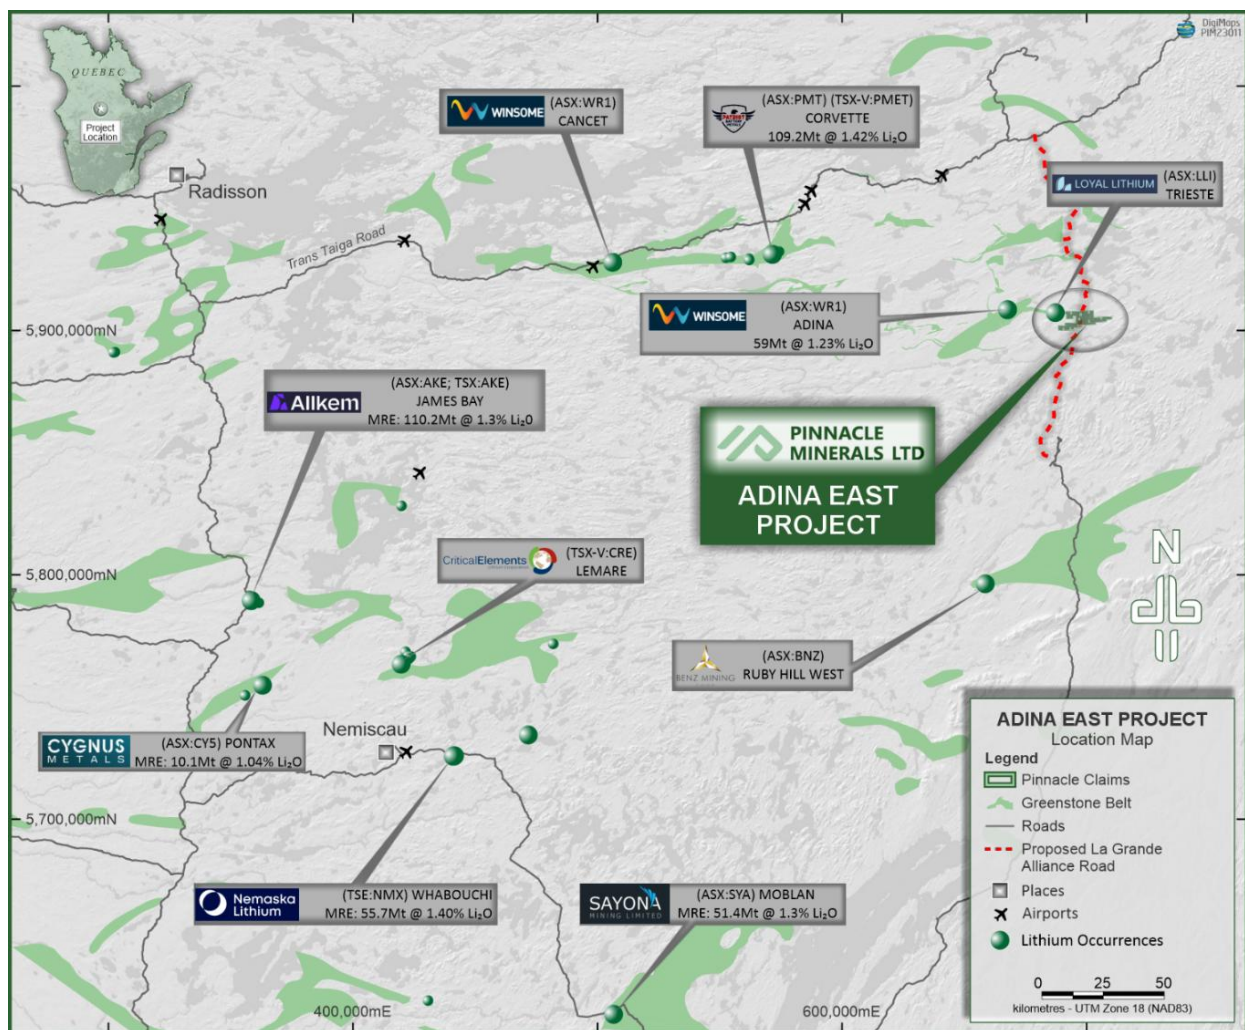 DigiMaps
PIM23011
QUEBEC
Project
Location
Radisson
WINSOME
(ASX:WR1)
CANCET
PATRIOT
BATTERY
METALS
(ASX:PMT) (TSX-V:PMET)
CORVETTE
109.2Mt @ 1.42% Li₂O
LOYAL LITHIUM
(ASX:LLI)
TRIESTE
Trans Taiga Road
WINSOME
(ASX:WR1)
ADINA
59Mt @ 1.23% Li₂O
5,900,000mN
Allkem
(ASX:AKE; TSX:AKE)
JAMES BAY
MRE: 110.2Mt @ 1.3% Li₂0
PINNACLE
MINERALS LTD
ADINA EAST
PROJECT
CriticalElements
(TSX-V:CRE)
LEMARE
5,800,000mN
N
BENZ MINING
(ASX:BNZ)
RUBY HILL WEST
Nemiscau
CYGNUS
METALS
(ASX:CY5) PONTAX
MRE: 10.1Mt @ 1.04% Li₂O
5,700,000mN
Nemaska
Lithium
(TSE:NMX) WHABOUCHI
MRE: 55.7Mt @ 1.40% Li₂O
SAYONA
MINING LIMITED
(ASX:SYA) MOBLAN
MRE: 51.4Mt @ 1.3% Li₂O
400,000mE
600,000mE
ADINA EAST PROJECT
Location Map
Legend
Pinnacle Claims
Greenstone Belt
Roads
Proposed La Grande
Alliance Road
Places
Airports
Lithium Occurrences
0 25 50
kilometres - UTM Zone 18 (NAD83)